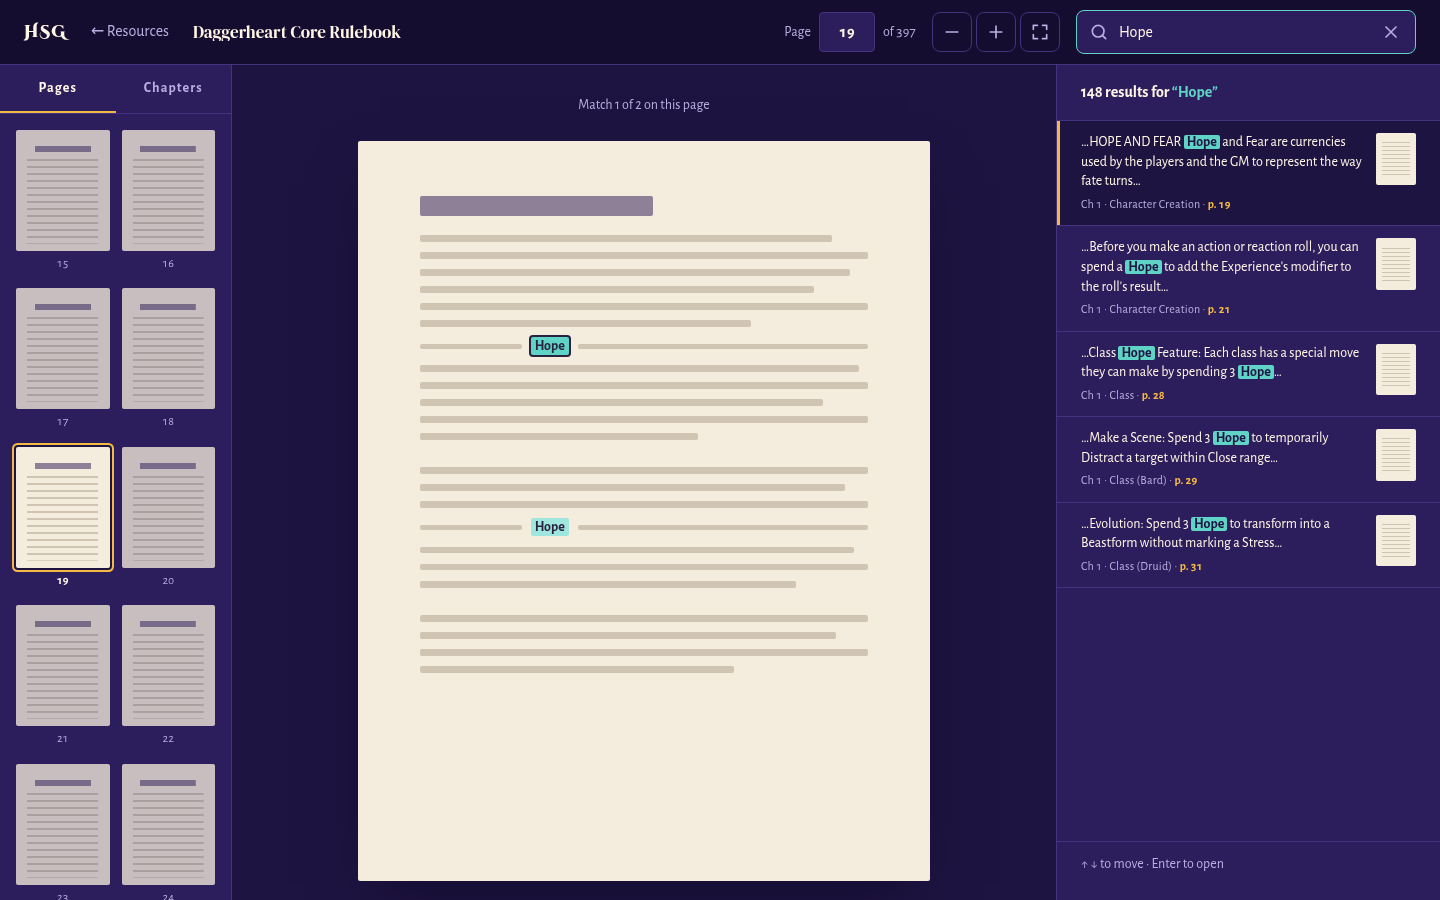 HSG
← Resources
Daggerheart Core Rulebook
Page
19
of 397
Hope
Pages
Chapters
15
16
17
18
19
20
21
22
23
24
Match 1 of 2 on this page
Hope
Hope
148 results for “Hope”
…HOPE AND FEAR Hope and Fear are currencies
used by the players and the GM to represent the way
fate turns…
Ch 1 · Character Creation · p. 19
…Before you make an action or reaction roll, you can
spend a Hope to add the Experience's modifier to
the roll's result…
Ch 1 · Character Creation · p. 21
…Class Hope Feature: Each class has a special move
they can make by spending 3 Hope…
Ch 1 · Class · p. 28
…Make a Scene: Spend 3 Hope to temporarily
Distract a target within Close range…
Ch 1 · Class (Bard) · p. 29
…Evolution: Spend 3 Hope to transform into a
Beastform without marking a Stress…
Ch 1 · Class (Druid) · p. 31
↑ ↓ to move · Enter to open